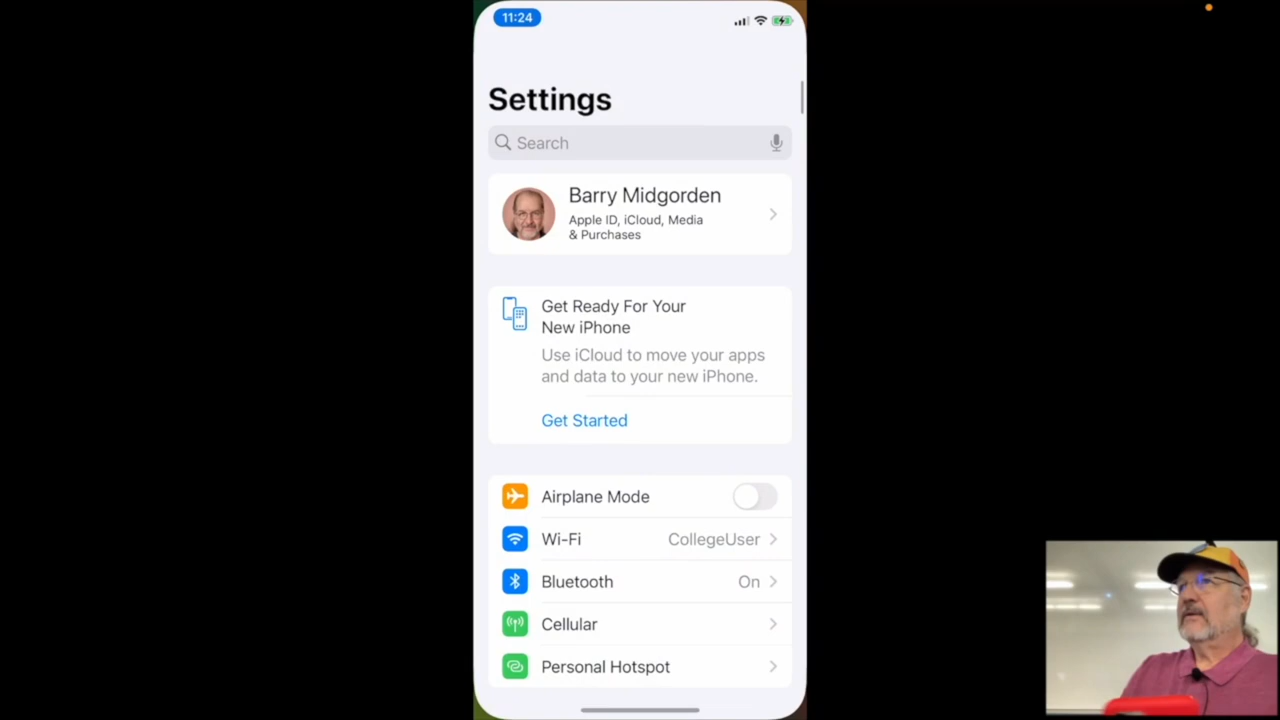 11:24
Settings
Search
Barry Midgorden
Apple ID, iCloud, Media
& Purchases
Get Ready For Your
New iPhone
Use iCloud to move your apps
and data to your new iPhone.
Get Started
Airplane Mode
Wi-Fi CollegeUser
Bluetooth On
Cellular
Personal Hotspot